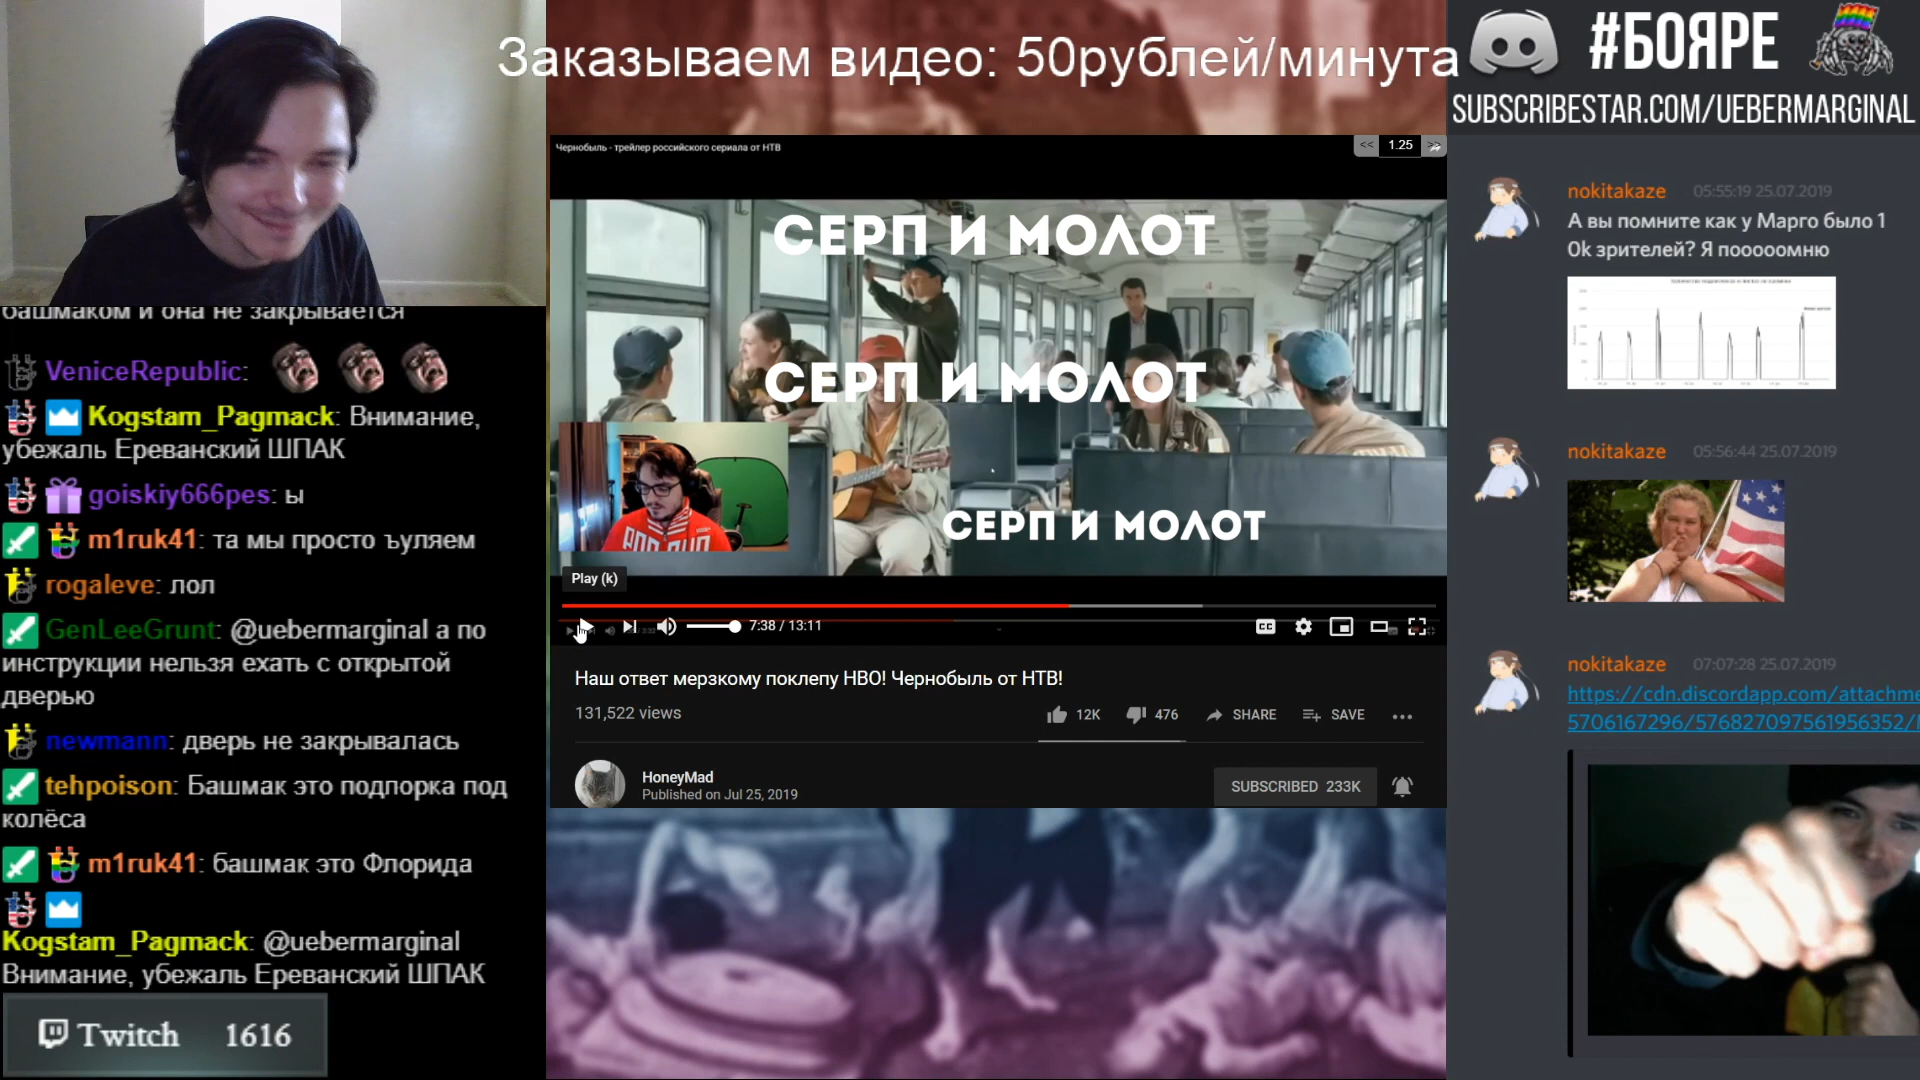 Заказываем видео: 50рублей/минута
#БОЯРЕ
SUBSCRIBESTAR.COM/UEBERMARGINAL
башмаком и она не закрывается
VeniceRepublic:
Kogstam_Pagmack: Внимание,
убежаль Ереванский ШПАК
goiskiy666pes: ы
m1ruk41: та мы просто ъуляем
rogaleve: лол
GenLeeGrunt: @uebermarginal а по
инструкции нельзя ехать с открытой
дверью
newmann: дверь не закрывалась
tehpoison: Башмак это подпорка под
колёса
m1ruk41: башмак это Флорида
Kogstam_Pagmack: @uebermarginal
Внимание, убежаль Ереванский ШПАК
Twitch 1616
Чернобыль - трейлер российского сериала от НТВ
<< 1.25 >>
СЕРП И МОЛОТ
СЕРП И МОЛОТ
СЕРП И МОЛОТ
Play (k)
7:38 / 13:11
CC
Наш ответ мерзкому поклепу HBO! Чернобыль от НТВ!
131,522 views
12K 476 SHARE SAVE
HoneyMad
Published on Jul 25, 2019
SUBSCRIBED 233K
nokitakaze 05:55:19 25.07.2019
А вы помните как у Марго было 1
0k зрителей? Я пооооомню
nokitakaze 05:56:44 25.07.2019
nokitakaze 07:07:28 25.07.2019
https://cdn.discordapp.com/attachme
5706167296/576827097561956352/